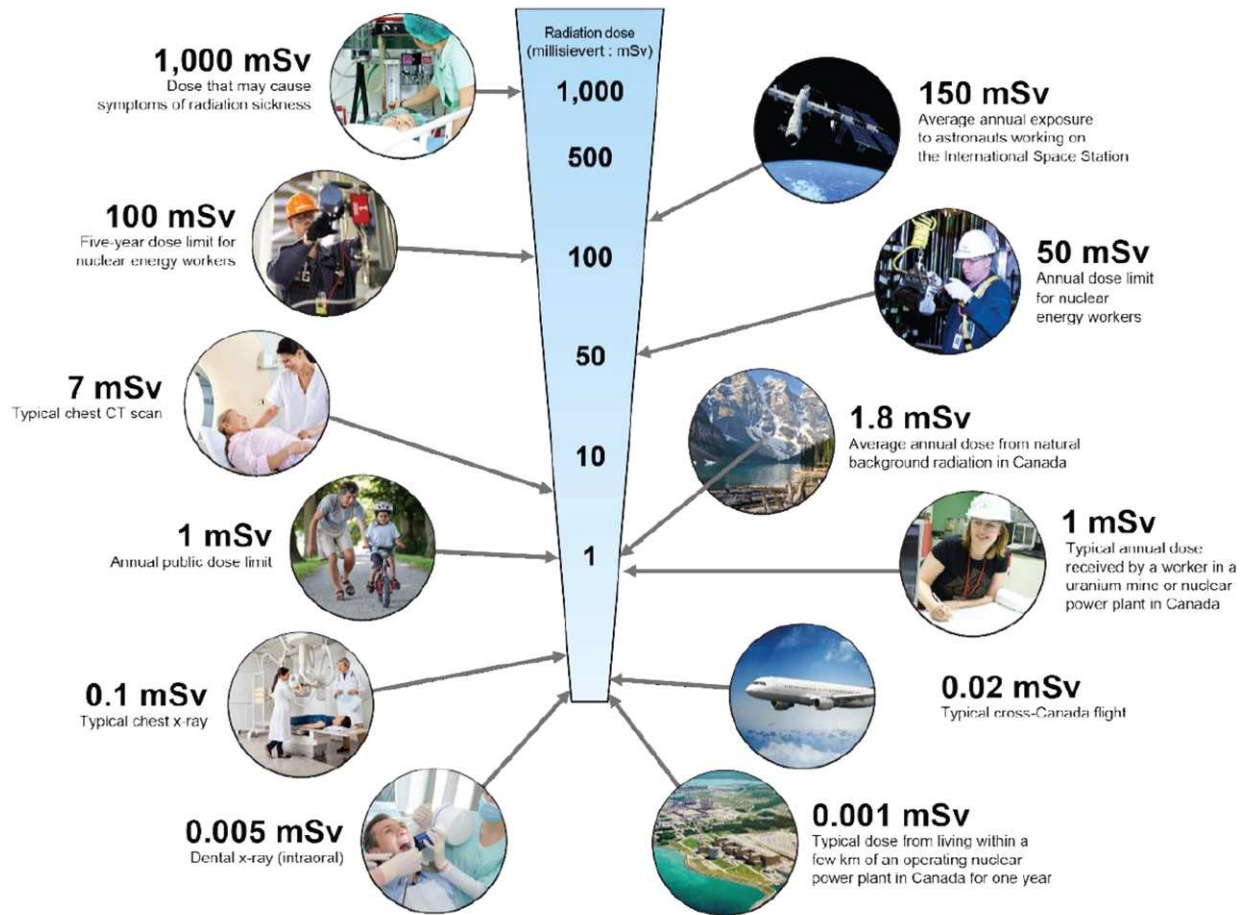 Radiation dose
(millisievert : mSv)
1,000
500
100
50
10
1
1,000 mSv
Dose that may cause
symptoms of radiation sickness
150 mSv
Average annual exposure
to astronauts working on
the International Space Station
100 mSv
Five-year dose limit for
nuclear energy workers
50 mSv
Annual dose limit
for nuclear
energy workers
7 mSv
Typical chest CT scan
1.8 mSv
Average annual dose from natural
background radiation in Canada
1 mSv
Annual public dose limit
1 mSv
Typical annual dose
received by a worker in a
uranium mine or nuclear
power plant in Canada
0.1 mSv
Typical chest x-ray
0.02 mSv
Typical cross-Canada flight
0.005 mSv
Dental x-ray (intraoral)
0.001 mSv
Typical dose from living within a
few km of an operating nuclear
power plant in Canada for one year